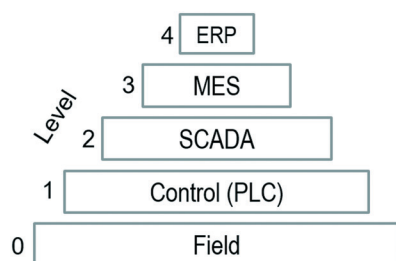 4 ERP
3 MES
Level
2 SCADA
1 Control (PLC)
0 Field